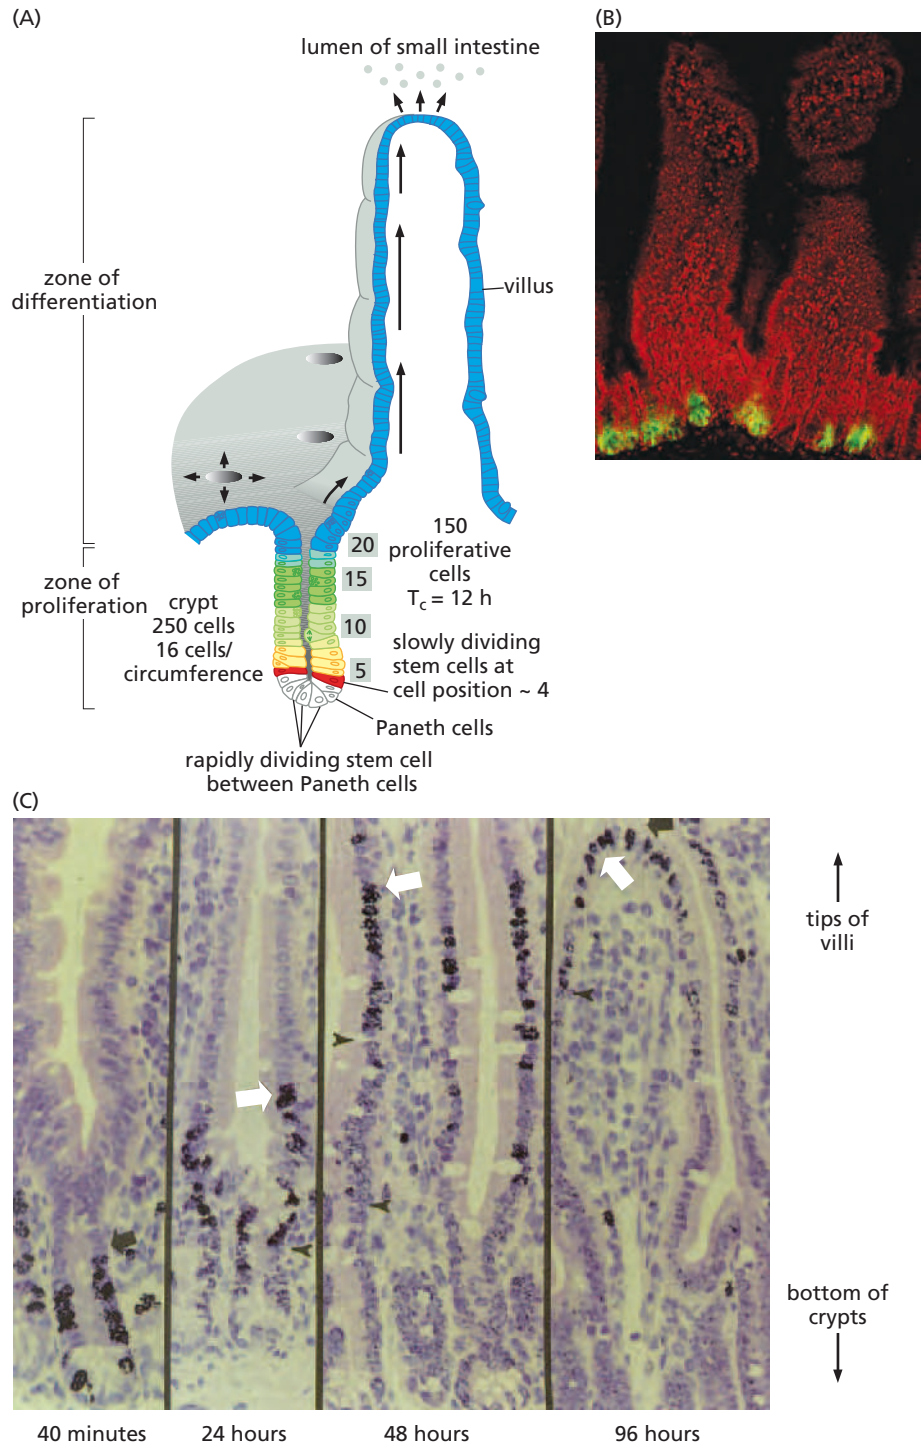 (A)
lumen of small intestine
zone of
differentiation
villus
zone of
proliferation
crypt
250 cells
16 cells/
circumference
20
15
10
5
150
proliferative
cells
Tc = 12 h
slowly dividing
stem cells at
cell position ~ 4
Paneth cells
rapidly dividing stem cell
between Paneth cells
(B)
(C)
tips of
villi
bottom of
crypts
40 minutes
24 hours
48 hours
96 hours